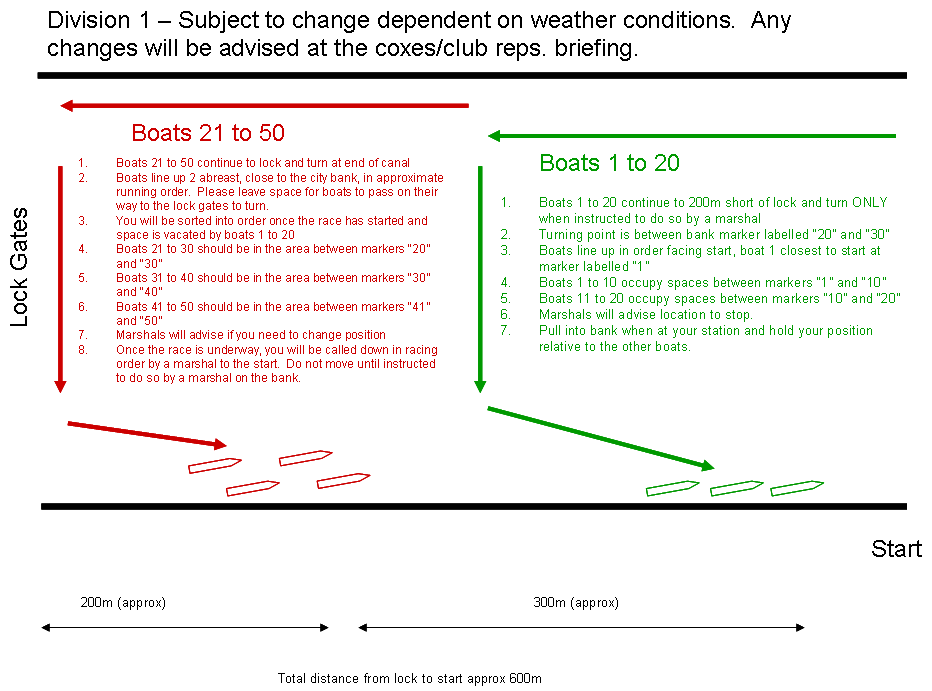 Division 1 – Subject to change dependent on weather conditions.  Any
changes will be advised at the coxes/club reps. briefing.
Lock Gates
Boats 21 to 50
1. Boats 21 to 50 continue to lock and turn at end of canal
2. Boats line up 2 abreast, close to the city bank, in approximate
running order.  Please leave space for boats to pass on their
way to the lock gates to turn.
3. You will be sorted into order once the race has started and
space is vacated by boats 1 to 20
4. Boats 21 to 30 should be in the area between markers "20"
and "30"
5. Boats 31 to 40 should be in the area between markers "30"
and "40"
6. Boats 41 to 50 should be in the area between markers "41"
and "50"
7. Marshals will advise if you need to change position
8. Once the race is underway, you will be called down in racing
order by a marshal to the start.  Do not move until instructed
to do so by a marshal on the bank.
Boats 1 to 20
1. Boats 1 to 20 continue to 200m short of lock and turn ONLY
when instructed to do so by a marshal
2. Turning point is between bank marker labelled "20" and "30"
3. Boats line up in order facing start, boat 1 closest to start at
marker labelled "1"
4. Boats 1 to 10 occupy spaces between markers "1" and "10"
5. Boats 11 to 20 occupy spaces between markers "10" and "20"
6. Marshals will advise location to stop.
7. Pull into bank when at your station and hold your position
relative to the other boats.
Start
200m (approx)
300m (approx)
Total distance from lock to start approx 600m